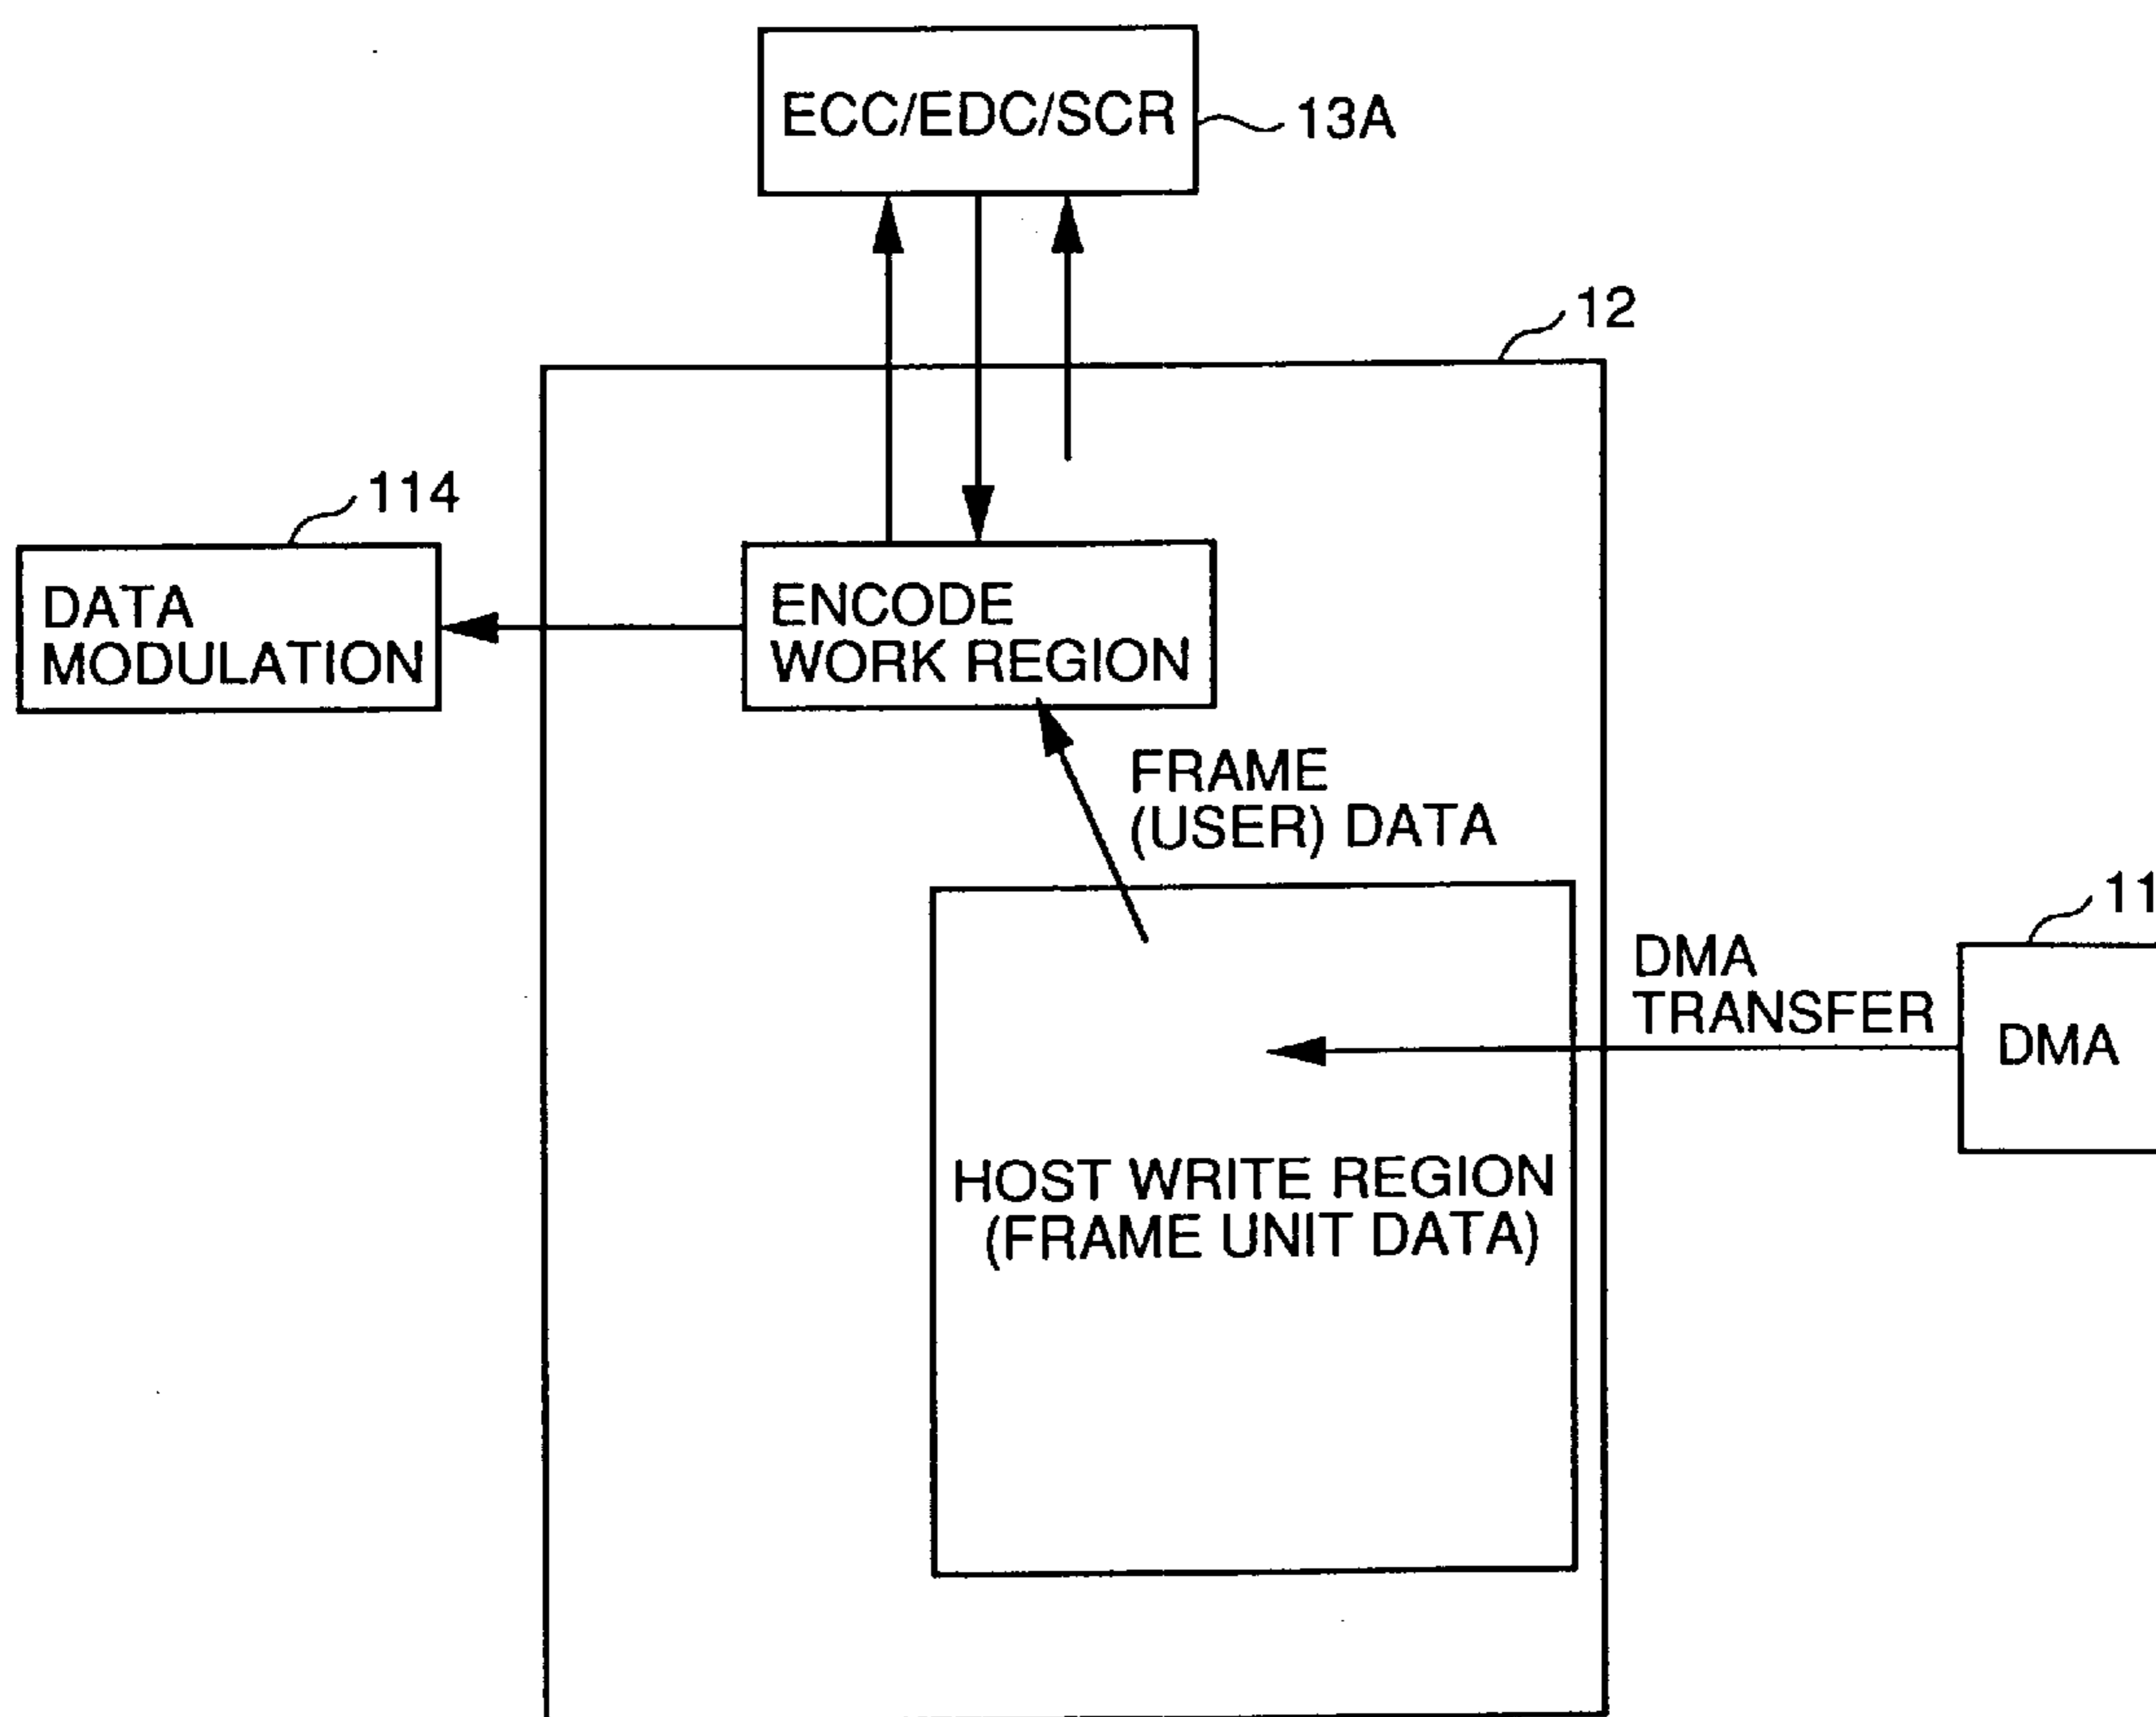 ECC/EDC/SCR
13A
12
114
DATA
MODULATION
ENCODE
WORK REGION
FRAME
(USER) DATA
11
DMA
TRANSFER
DMA
HOST WRITE REGION
(FRAME UNIT DATA)